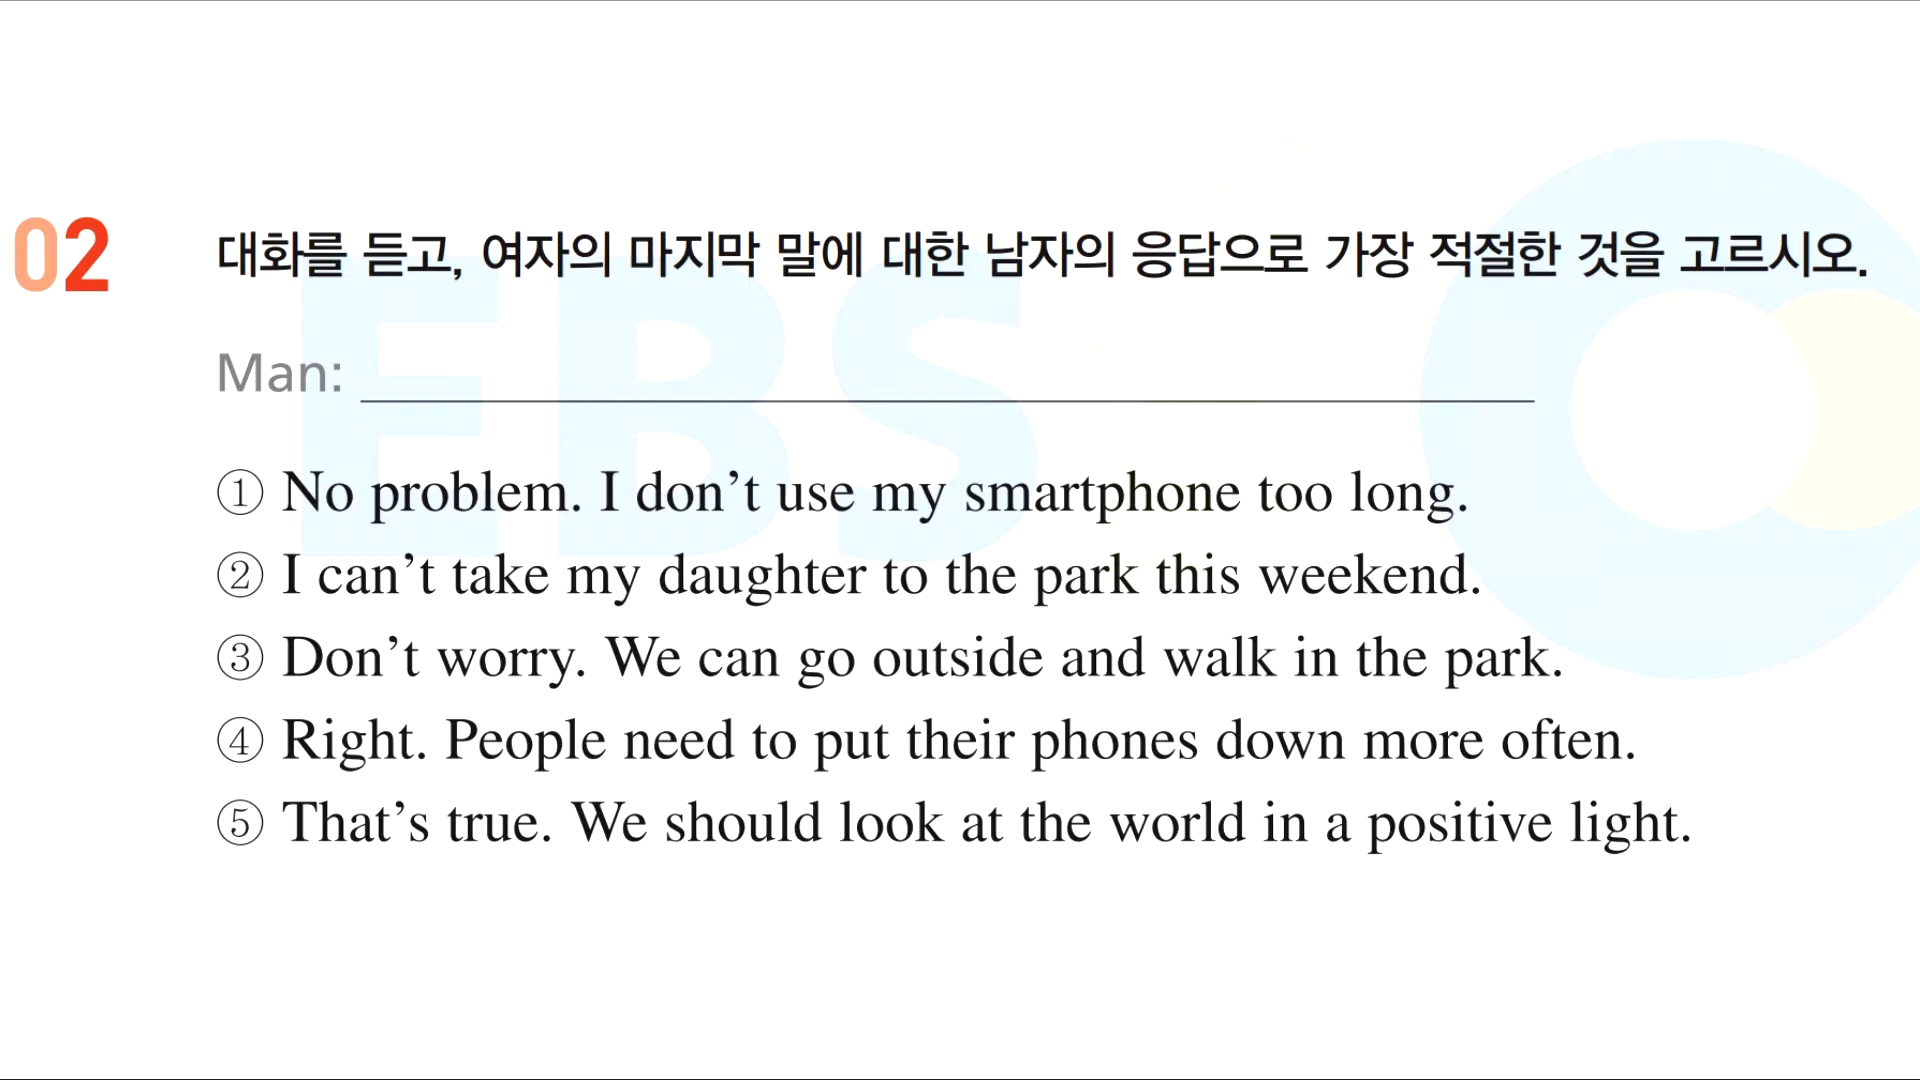 02 대화를 듣고, 여자의 마지막 말에 대한 남자의 응답으로 가장 적절한 것을 고르시오.
Man:
① No problem. I don’t use my smartphone too long.
② I can’t take my daughter to the park this weekend.
③ Don’t worry. We can go outside and walk in the park.
④ Right. People need to put their phones down more often.
⑤ That’s true. We should look at the world in a positive light.
EBS